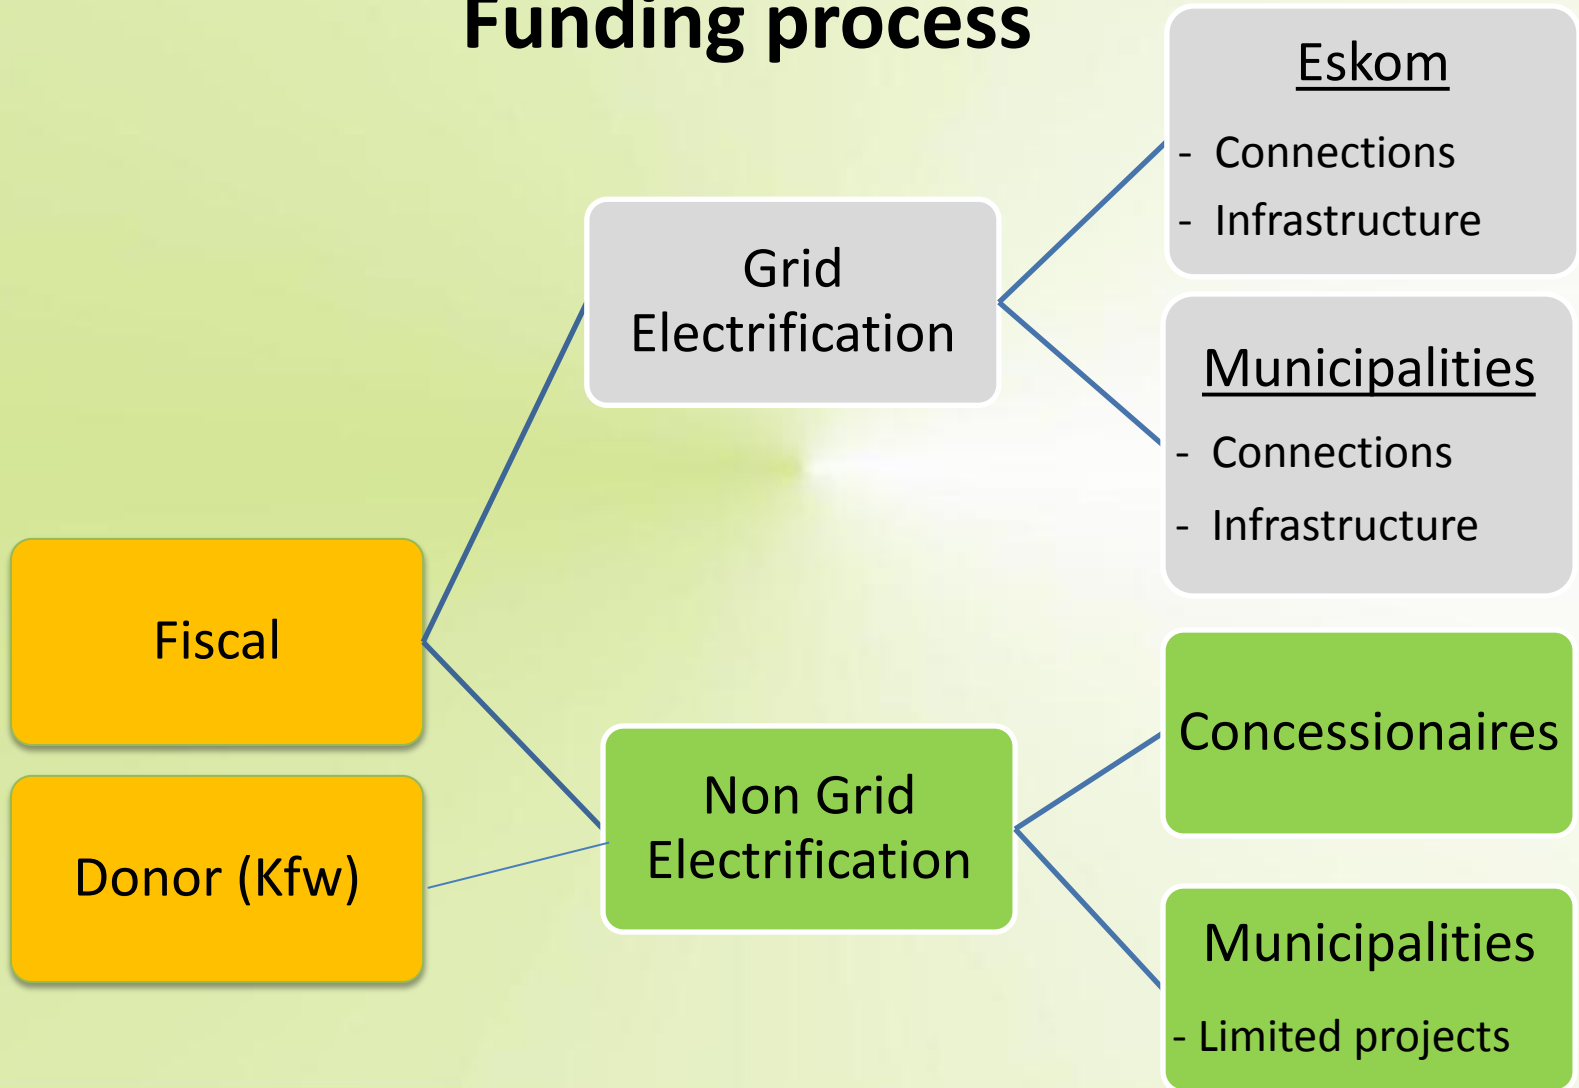 Funding process
Eskom
- Connections
- Infrastructure
Grid
Electrification
Municipalities
- Connections
- Infrastructure
Fiscal
Donor (Kfw)
Non Grid
Electrification
Concessionaires
Municipalities
- Limited projects